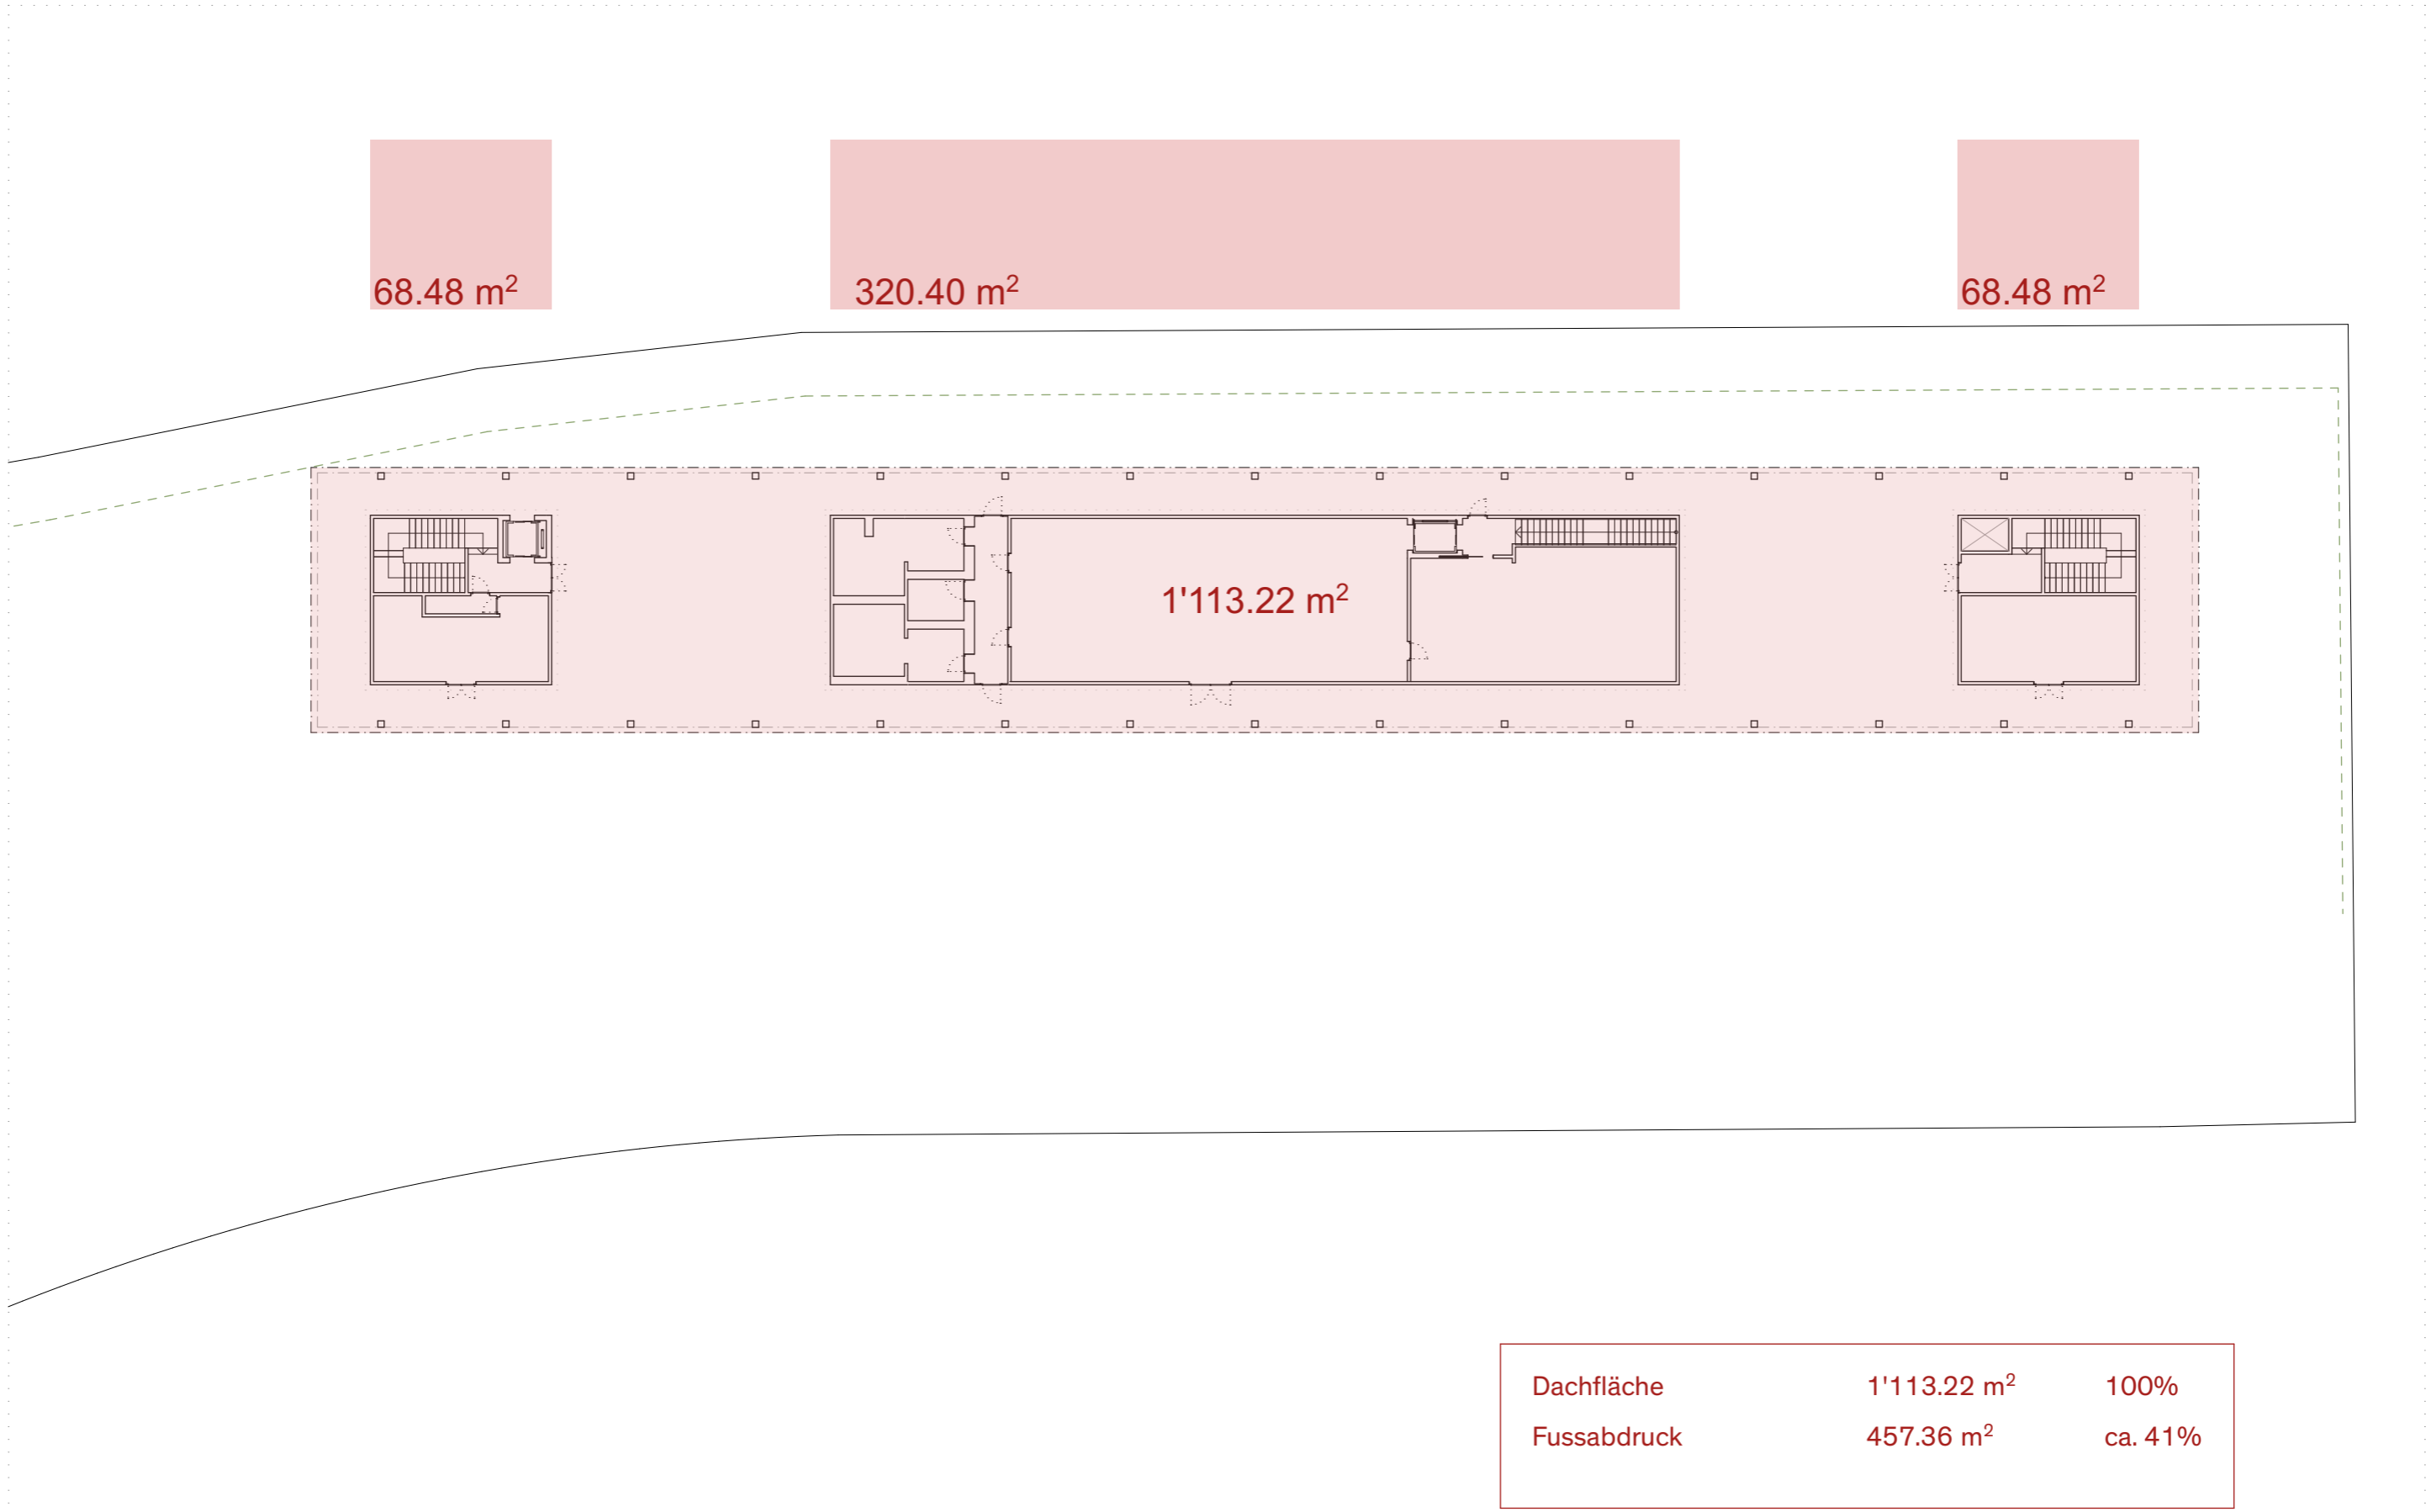 68.48 m²
320.40 m²
68.48 m²
1'113.22 m²
Dachfläche 1'113.22 m² 100%
Fussabdruck 457.36 m² ca. 41%